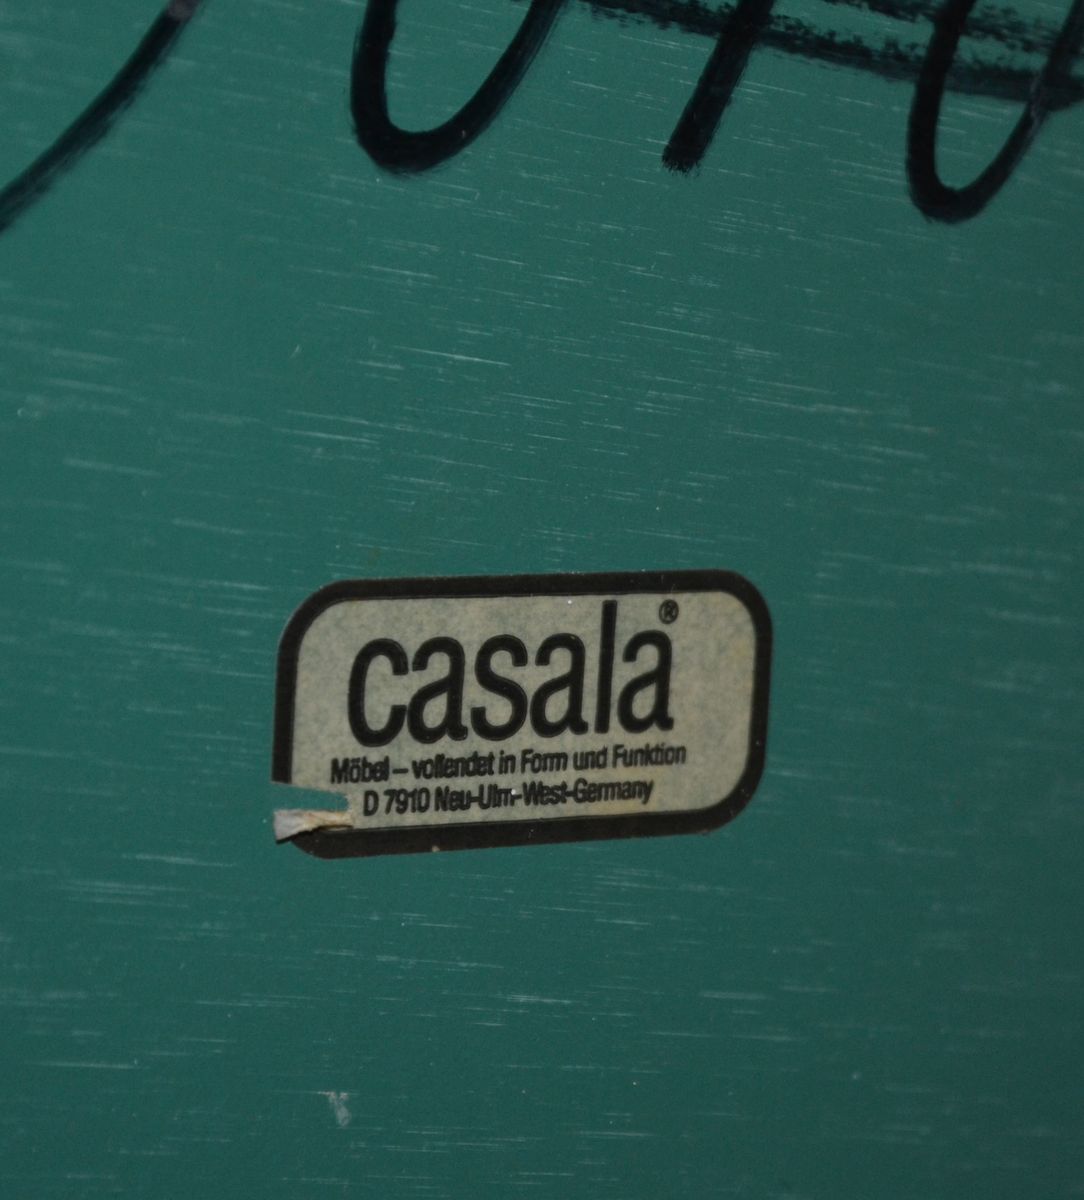 casala®
Möbel – vollendet in Form und Funktion
D 7910 Neu-Ulm-West-Germany